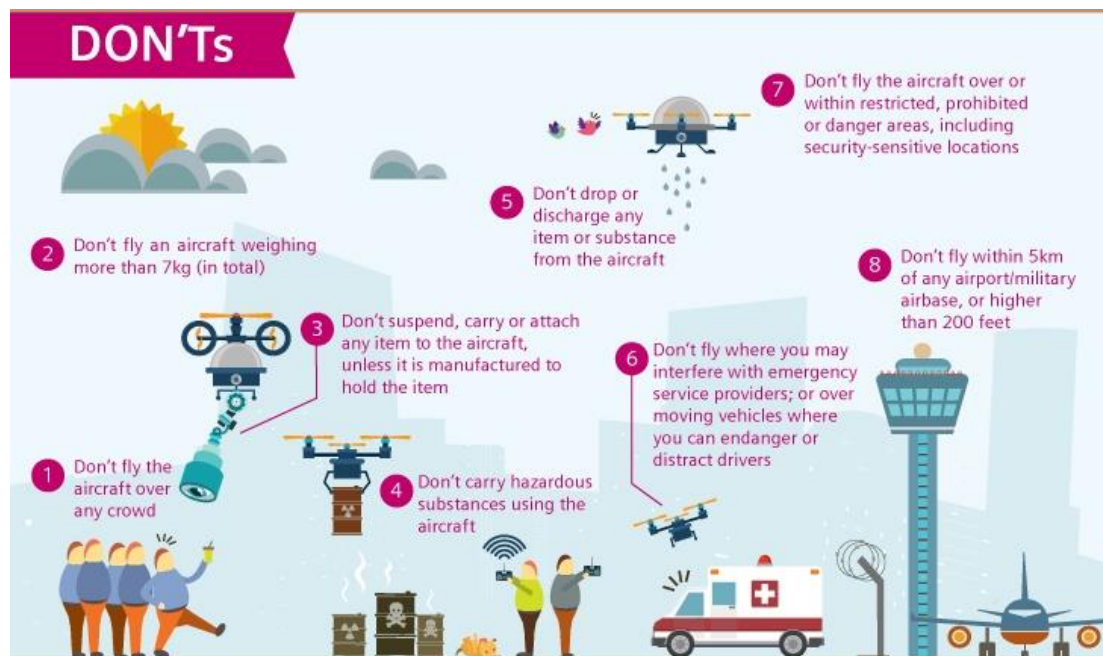 DON'Ts
1
Don't fly the
aircraft over
any crowd
2
Don't fly an aircraft weighing
more than 7kg (in total)
3
Don't suspend, carry or attach
any item to the aircraft,
unless it is manufactured to
hold the item
4
Don't carry hazardous
substances using the
aircraft
5
Don't drop or
discharge any
item or substance
from the aircraft
6
Don't fly where you may
interfere with emergency
service providers; or over
moving vehicles where
you can endanger or
distract drivers
7
Don't fly the aircraft over or
within restricted, prohibited
or danger areas, including
security-sensitive locations
8
Don't fly within 5km
of any airport/military
airbase, or higher
than 200 feet